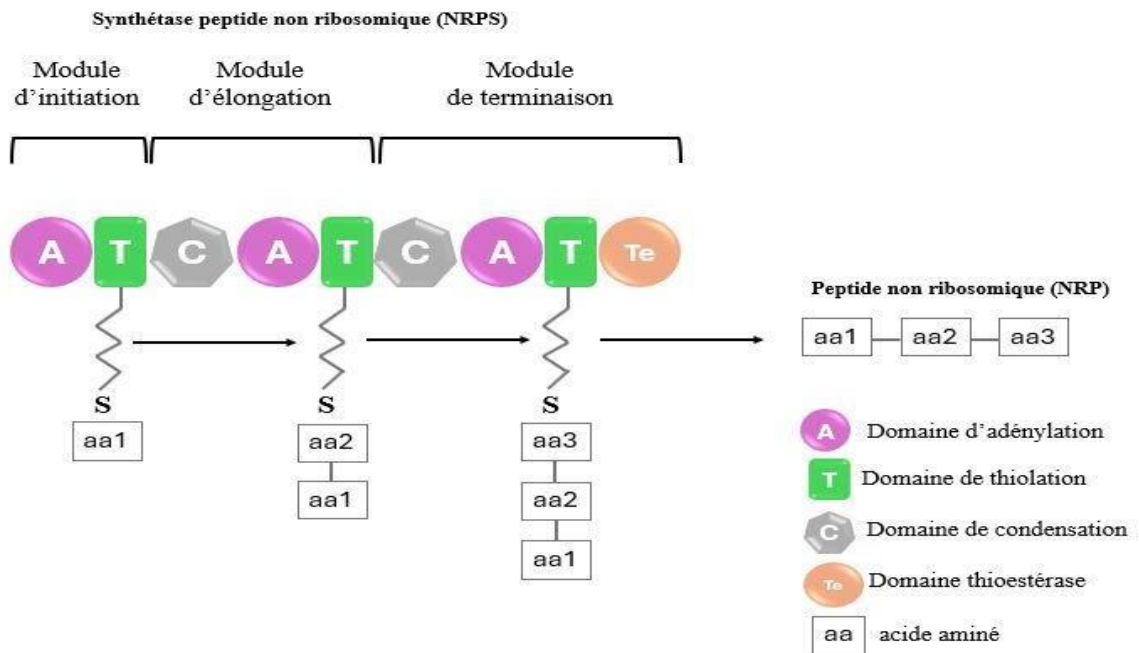 Synthétase peptide non ribosomique (NRPS)
Module d'initiation
Module d'élongation
Module de terminaison
A T C A T C A T Te
S S S
aa1
aa2
aa1
aa3
aa2
aa1
Peptide non ribosomique (NRP)
aa1 aa2 aa3
A Domaine d'adénylation
T Domaine de thiolation
C Domaine de condensation
Te Domaine thioestérase
aa acide aminé